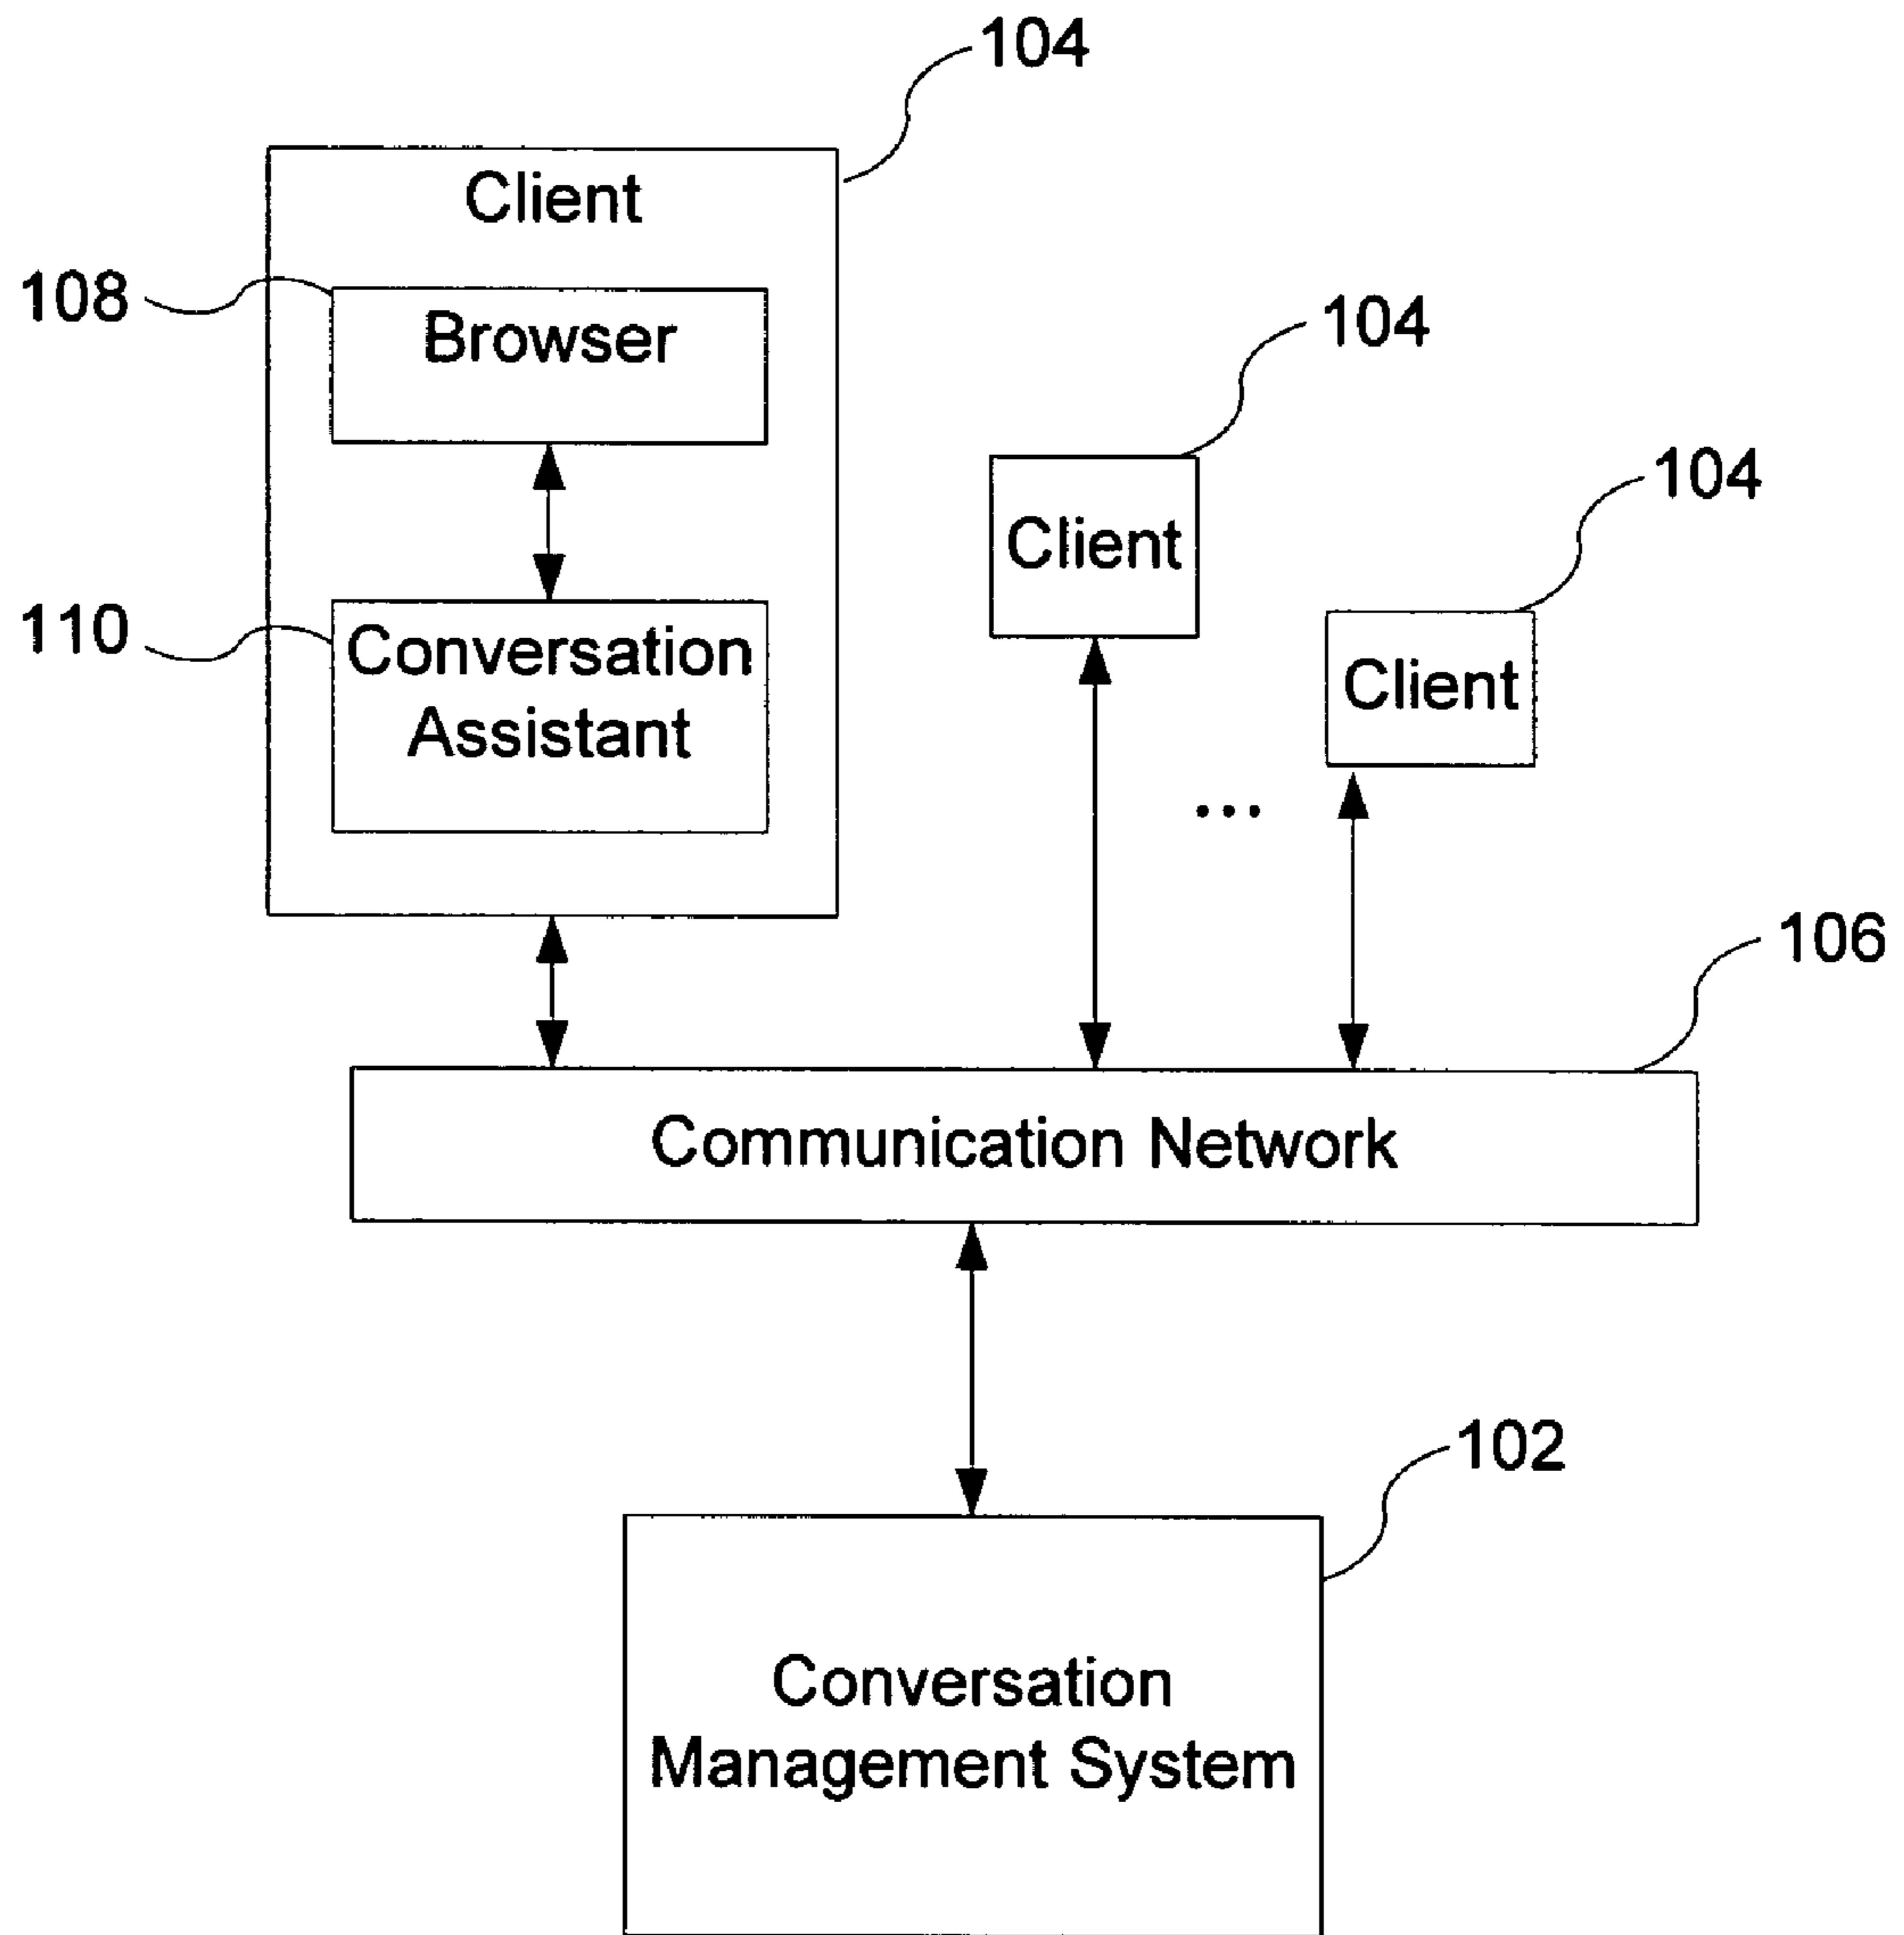 104
Client
108
Browser
104
104
Client
110
Conversation
Assistant
Client
...
106
Communication Network
102
Conversation
Management System